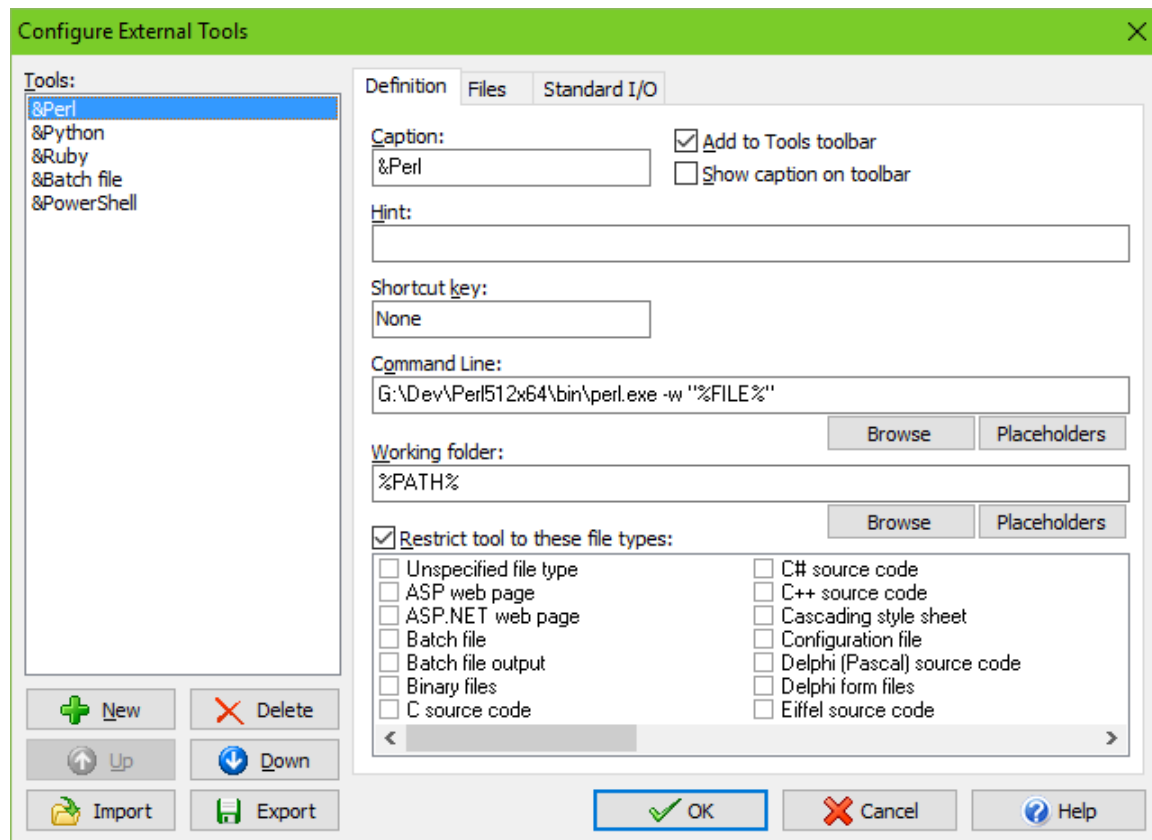 Configure External Tools
Tools:
&Perl
&Python
&Ruby
&Batch file
&PowerShell
New
Delete
Up
Down
Import
Export
Definition
Files
Standard I/O
Caption:
&Perl
Add to Tools toolbar
Show caption on toolbar
Hint:
Shortcut key:
None
Command Line:
G:\Dev\Perl512x64\bin\perl.exe -w "%FILE%"
Browse
Placeholders
Working folder:
%PATH%
Browse
Placeholders
Restrict tool to these file types:
Unspecified file type
ASP web page
ASP.NET web page
Batch file
Batch file output
Binary files
C source code
C# source code
C++ source code
Cascading style sheet
Configuration file
Delphi (Pascal) source code
Delphi form files
Eiffel source code
OK
Cancel
Help